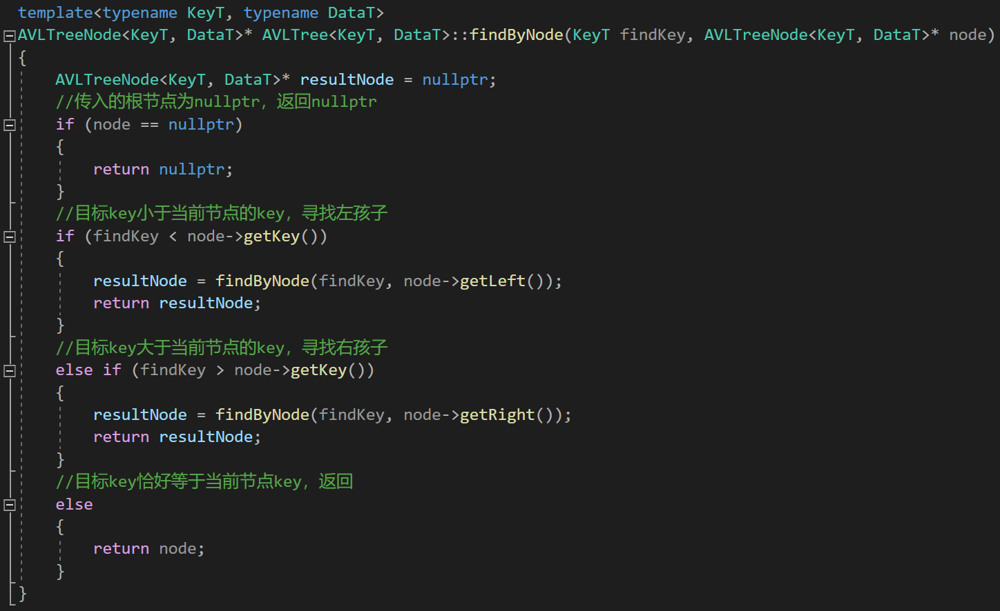 template<typename KeyT, typename DataT>
AVLTreeNode<KeyT, DataT>* AVLTree<KeyT, DataT>::findByNode(KeyT findKey, AVLTreeNode<KeyT, DataT>* node)
{
    AVLTreeNode<KeyT, DataT>* resultNode = nullptr;
    //传入的根节点为nullptr，返回nullptr
    if (node == nullptr)
    {
        return nullptr;
    }
    //目标key小于当前节点的key，寻找左孩子
    if (findKey < node->getKey())
    {
        resultNode = findByNode(findKey, node->getLeft());
        return resultNode;
    }
    //目标key大于当前节点的key，寻找右孩子
    else if (findKey > node->getKey())
    {
        resultNode = findByNode(findKey, node->getRight());
        return resultNode;
    }
    //目标key恰好等于当前节点key，返回
    else
    {
        return node;
    }
}